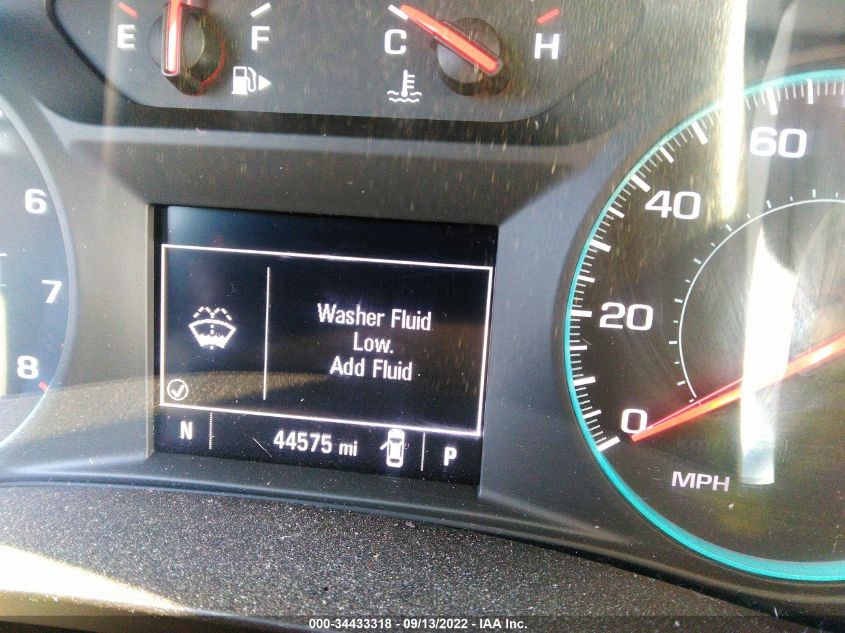 E F C H
60
40
20
0
MPH
6
7
8
Washer Fluid
Low.
Add Fluid
N 44575 mi P
000-34433318 - 09/13/2022 - IAA Inc.